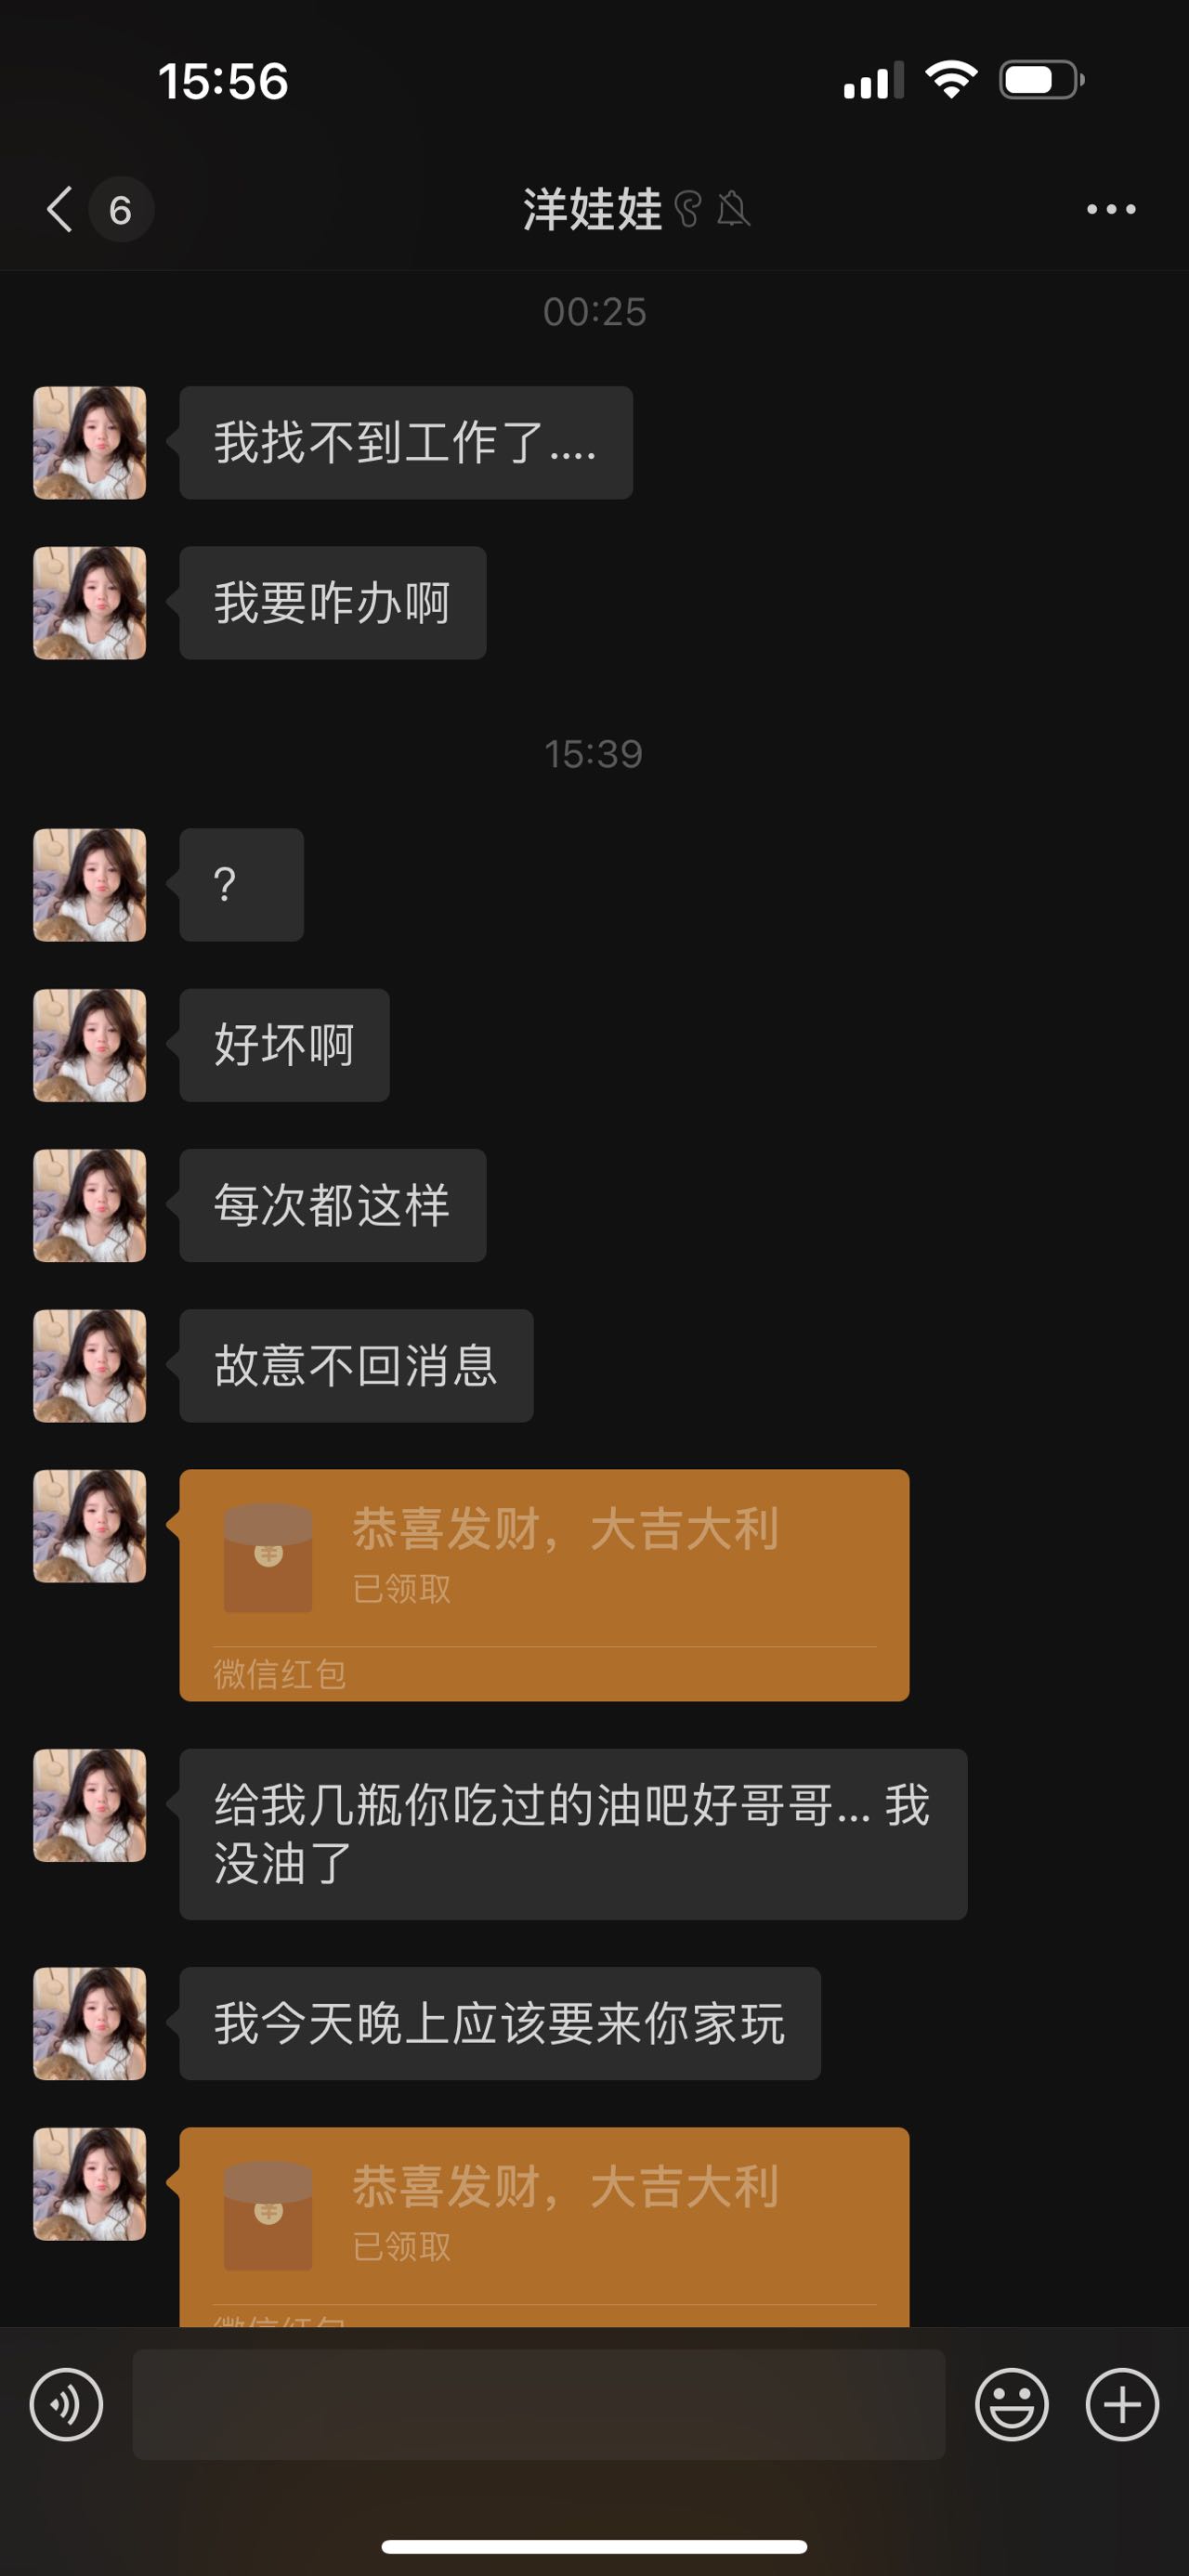 15:56
6
洋娃娃
00:25
我找不到工作了....
我要咋办啊
15:39
?
好坏啊
每次都这样
故意不回消息
恭喜发财，大吉大利
已领取
微信红包
给我几瓶你吃过的油吧好哥哥... 我
没油了
我今天晚上应该要来你家玩
恭喜发财，大吉大利
已领取
微信红包